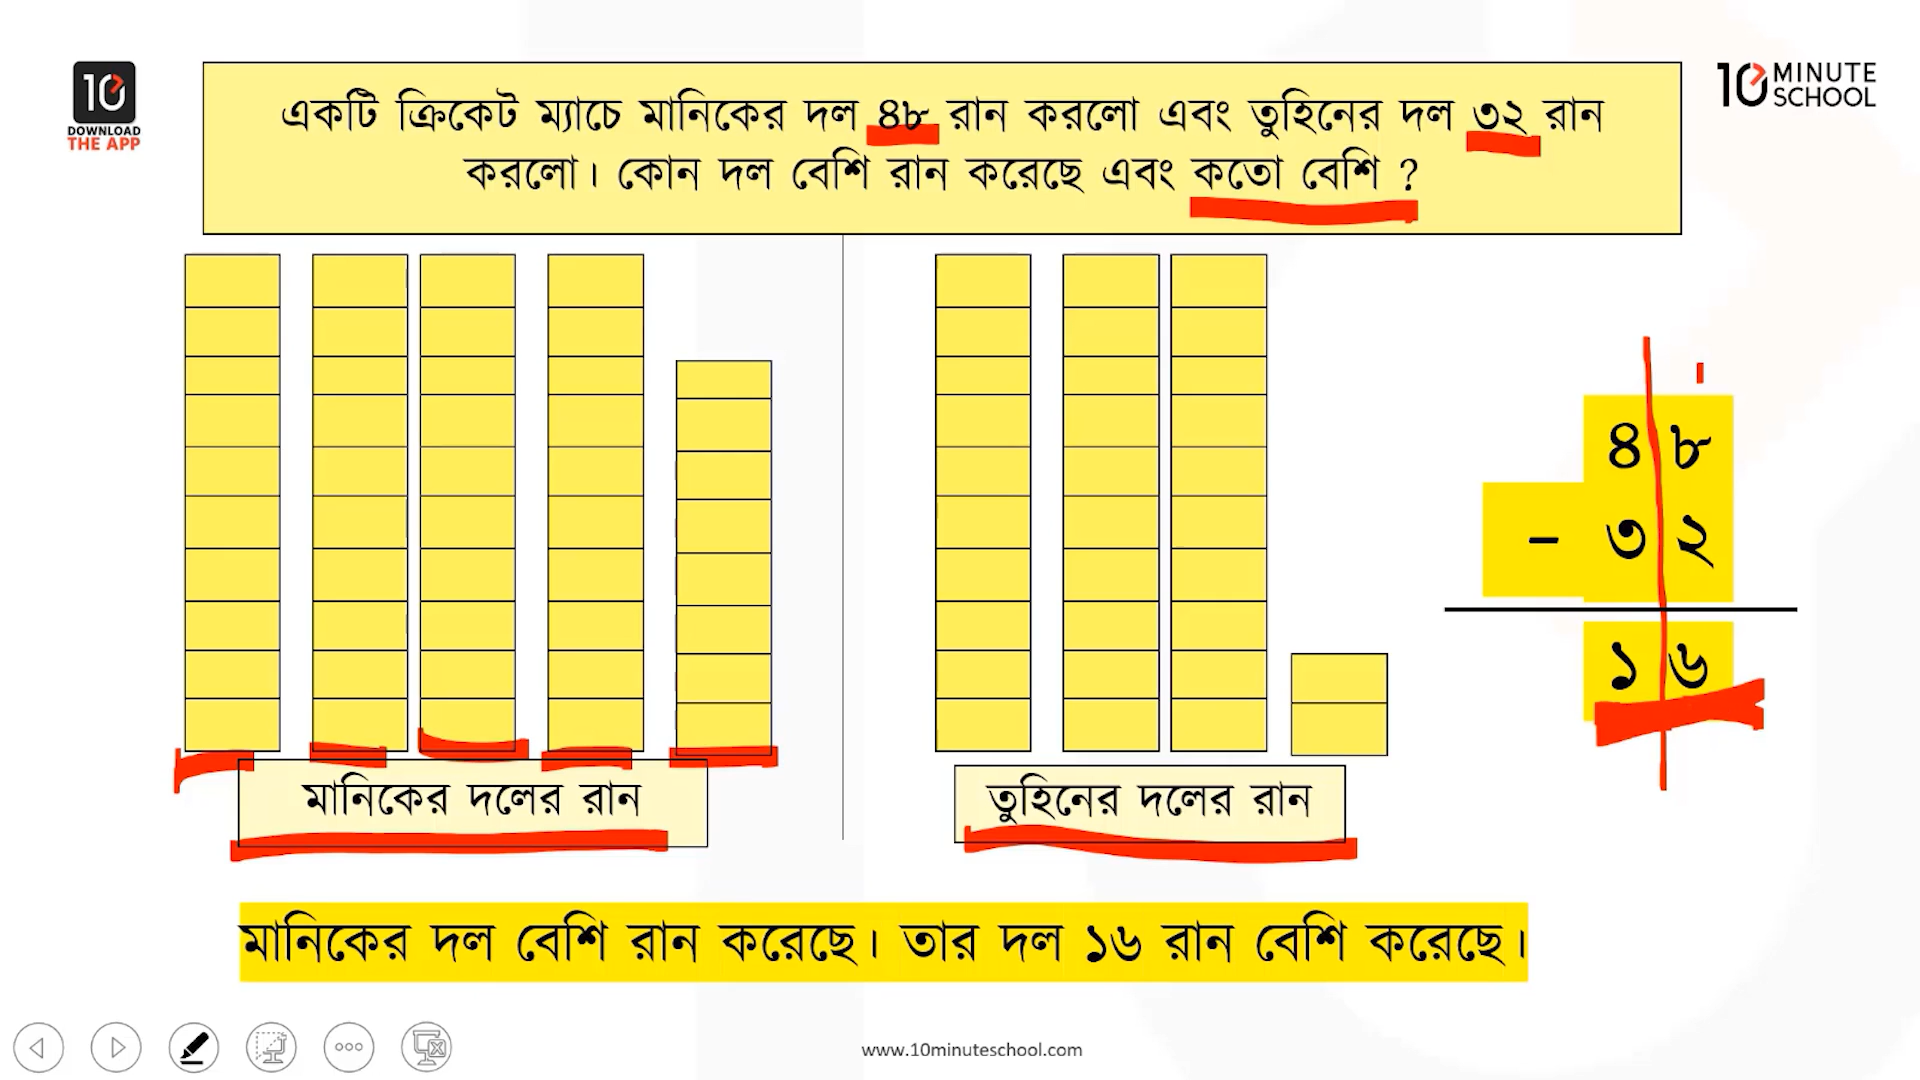 10
DOWNLOAD
THE APP
একটি ক্রিকেট ম্যাচে মানিকের দল ৪৮ রান করলো এবং তুহিনের দল ৩২ রান
করলো। কোন দল বেশি রান করেছে এবং কতো বেশি ?
10 MINUTE
SCHOOL
৪৮
- ৩২
১৬
মানিকের দলের রান
তুহিনের দলের রান
মানিকের দল বেশি রান করেছে। তার দল ১৬ রান বেশি করেছে।
www.10minuteschool.com